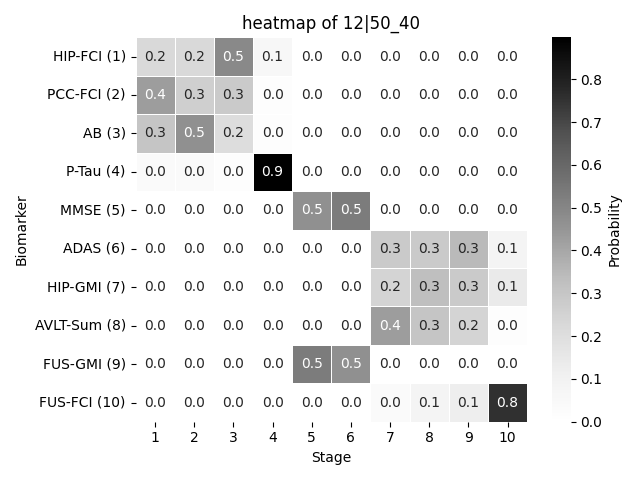 heatmap of 12|50_40
HIP-FCI (1) 0.2 0.2 0.5 0.1 0.0 0.0 0.0 0.0 0.0 0.0
PCC-FCI (2) 0.4 0.3 0.3 0.0 0.0 0.0 0.0 0.0 0.0 0.0
AB (3) 0.3 0.5 0.2 0.0 0.0 0.0 0.0 0.0 0.0 0.0
P-Tau (4) 0.0 0.0 0.0 0.9 0.0 0.0 0.0 0.0 0.0 0.0
MMSE (5) 0.0 0.0 0.0 0.0 0.5 0.5 0.0 0.0 0.0 0.0
ADAS (6) 0.0 0.0 0.0 0.0 0.0 0.0 0.3 0.3 0.3 0.1
HIP-GMI (7) 0.0 0.0 0.0 0.0 0.0 0.0 0.2 0.3 0.3 0.1
AVLT-Sum (8) 0.0 0.0 0.0 0.0 0.0 0.0 0.4 0.3 0.2 0.0
FUS-GMI (9) 0.0 0.0 0.0 0.0 0.5 0.5 0.0 0.0 0.0 0.0
FUS-FCI (10) 0.0 0.0 0.0 0.0 0.0 0.0 0.0 0.1 0.1 0.8
1 2 3 4 5 6 7 8 9 10
Stage
Biomarker
0.8
0.7
0.6
0.5
0.4
0.3
0.2
0.1
0.0
Probability